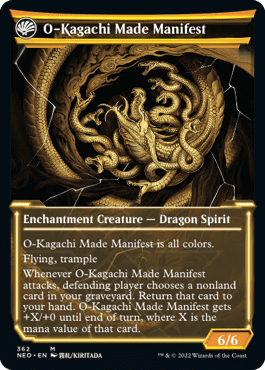 O-Kagachi Made Manifest
Enchantment Creature — Dragon Spirit
O-Kagachi Made Manifest is all colors.
Flying, trample
Whenever O-Kagachi Made Manifest
attacks, defending player chooses a nonland
card in your graveyard. Return that card to
your hand. O-Kagachi Made Manifest gets
+X/+0 until end of turn, where X is the
mana value of that card.
6/6
362 M
NEO • EN 霜利/KIRITADA
™ & © 2022 Wizards of the Coast